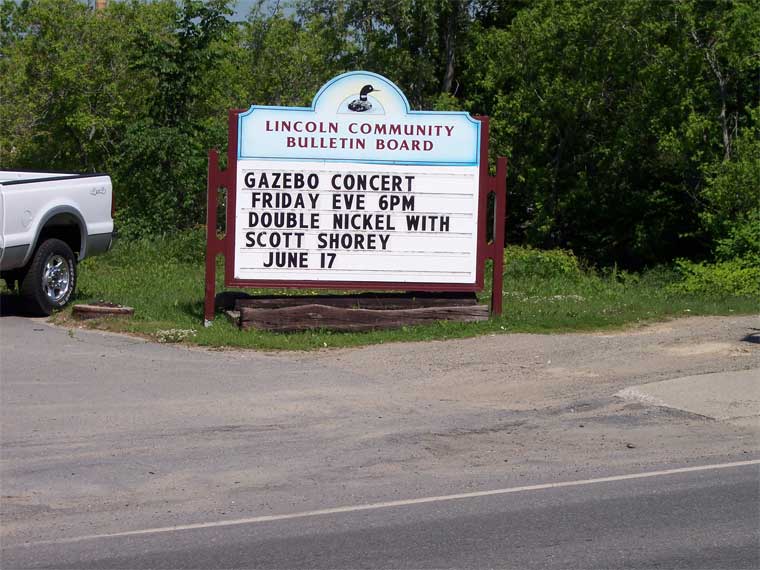 LINCOLN COMMUNITY
BULLETIN BOARD
GAZEBO CONCERT
FRIDAY EVE 6PM
DOUBLE NICKEL WITH
SCOTT SHOREY
JUNE 17